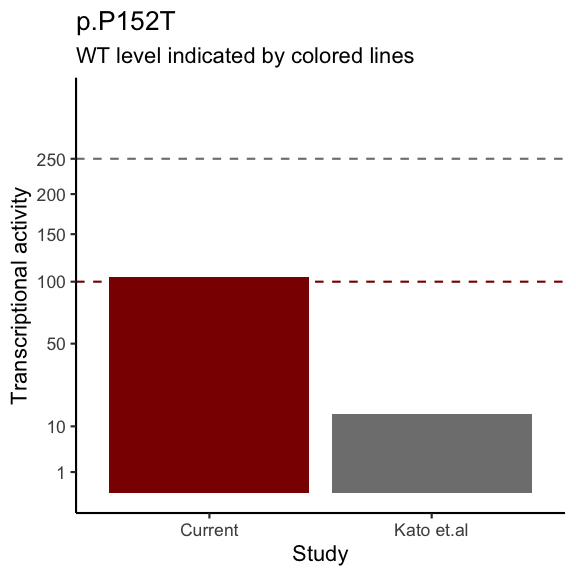 p.P152T
WT level indicated by colored lines
250
200
150
100
50
10
1
Transcriptional activity
Current
Kato et.al
Study